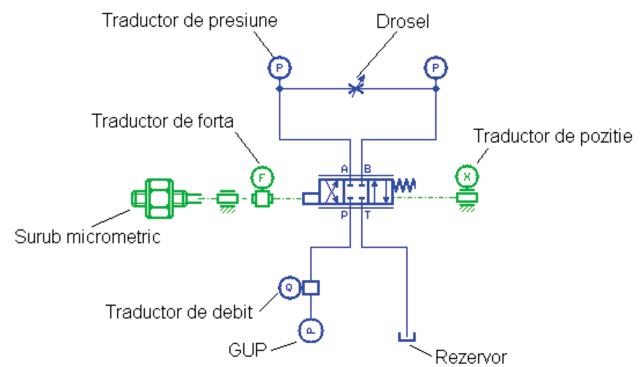 Traductor de presiune
Drosel
P
P
Traductor de forta
Traductor de pozitie
A B
F
X
P T
Surub micrometric
Q
Traductor de debit
P
GUP
Rezervor